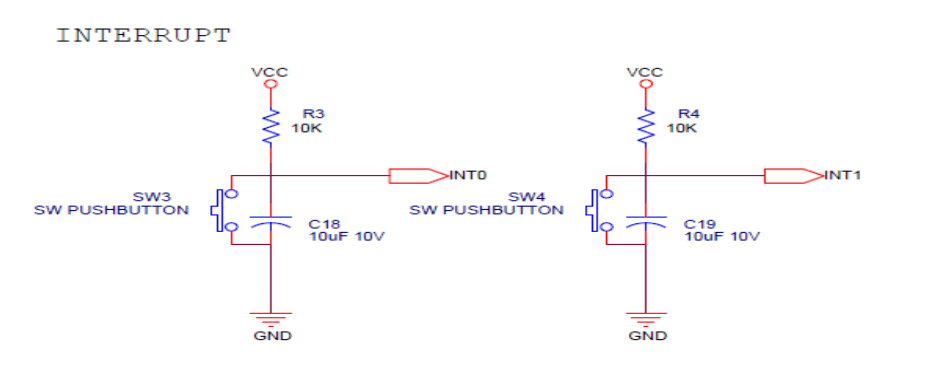 INTERRUPT
VCC
R3
10K
INT0
SW3
SW PUSHBUTTON
C18
10uF 10V
GND
VCC
R4
10K
INT1
SW4
SW PUSHBUTTON
C19
10uF 10V
GND